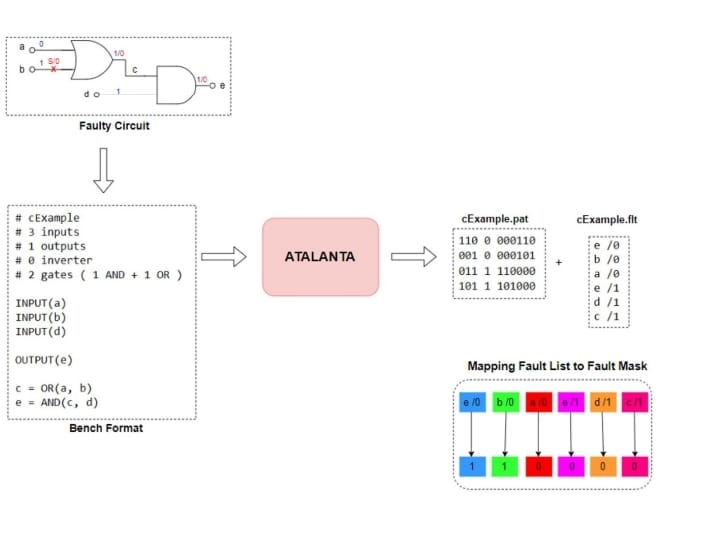 a 0
1/0
b 1 S/0
c
1/0
e
d 1
Faulty Circuit
# cExample
# 3 inputs
# 1 outputs
# 0 inverter
# 2 gates ( 1 AND + 1 OR )
INPUT(a)
INPUT(b)
INPUT(d)
OUTPUT(e)
c = OR(a, b)
e = AND(c, d)
Bench Format
ATALANTA
cExample.pat
110 0 000110
001 0 000101
011 1 110000
101 1 101000
+
cExample.flt
e /0
b /0
a /0
e /1
d /1
c /1
Mapping Fault List to Fault Mask
e /0 b /0 a /0 e /1 d /1 c /1
1 1 0 0 0 0